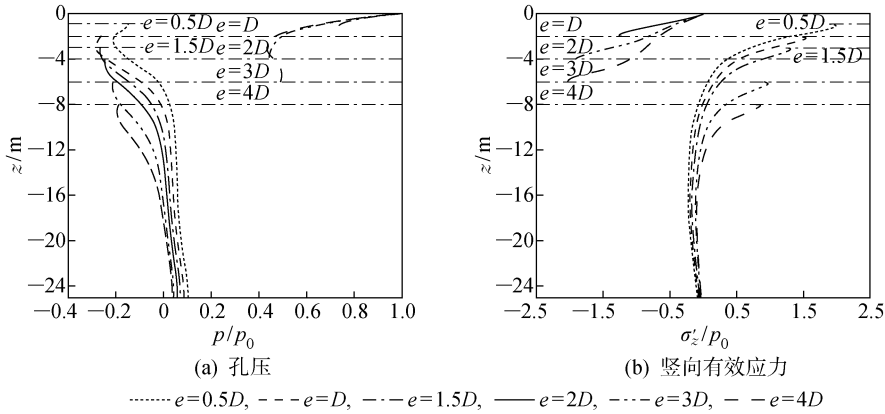 0
−4
−8
−12
−16
−20
−24
z/m
e=0.5D
e=D
e=1.5D
e=2D
e=3D
e=4D
−0.4 −0.2 0 0.2 0.4 0.6 0.8 1.0
p/p₀
(a) 孔压
0
−4
−8
−12
−16
−20
−24
z/m
e=D
e=2D
e=3D
e=4D
e=0.5D
e=1.5D
−2.5 −1.5 −0.5 0.5 1.5 2.5
σ′z/p₀
(b) 竖向有效应力
e=0.5D, e=D, e=1.5D, e=2D, e=3D, e=4D